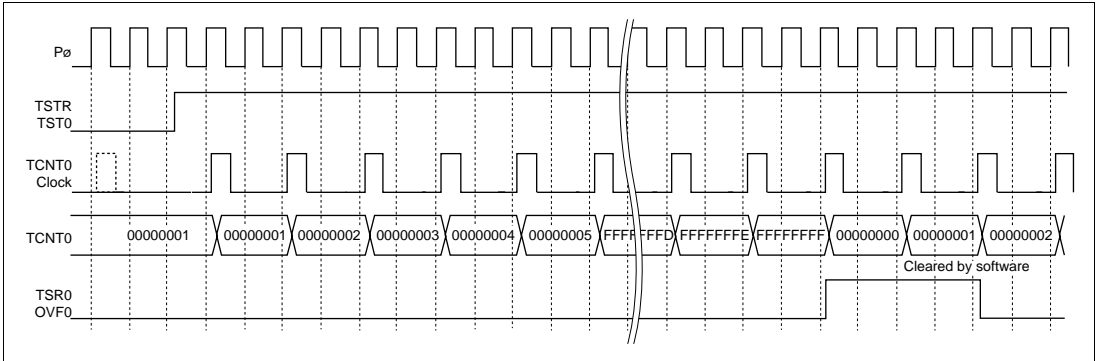 Pø
TSTR
TST0
TCNT0
Clock
TCNT0 00000001 00000001 00000002 00000003 00000004 00000005 FFFFFFFD FFFFFFFE FFFFFFFF 00000000 00000001 00000002
Cleared by software
TSR0
OVF0